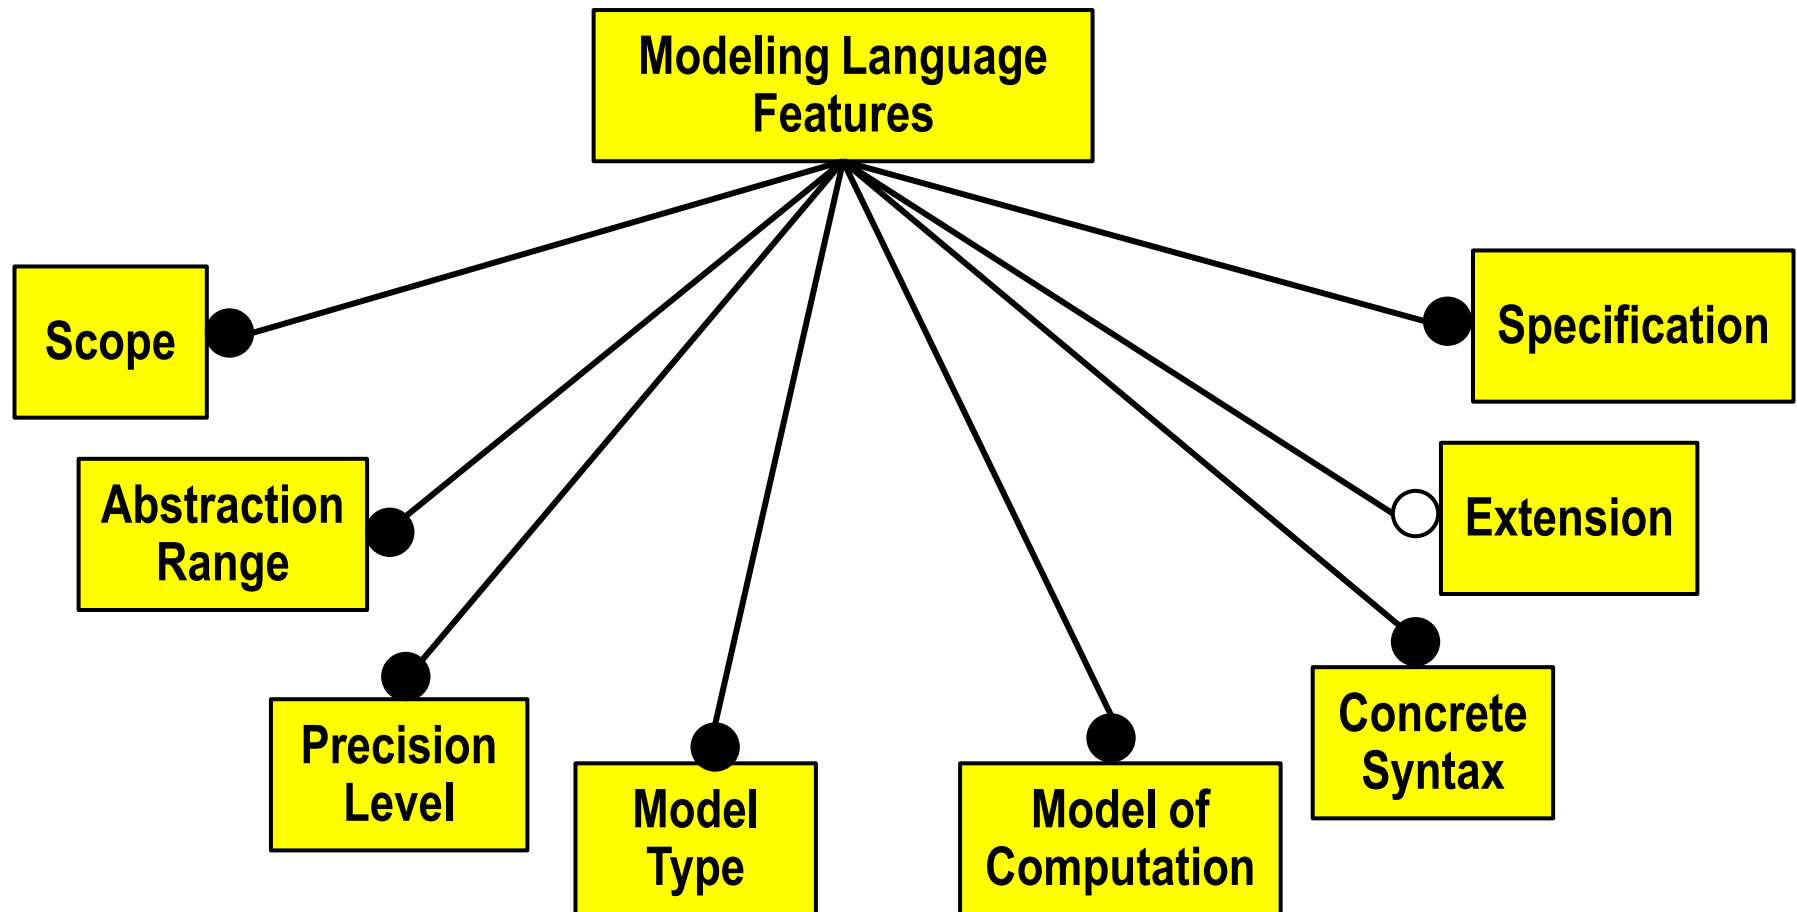 Modeling Language
Features
Scope
Specification
Abstraction
Range
Extension
Precision
Level
Model
Type
Model of
Computation
Concrete
Syntax